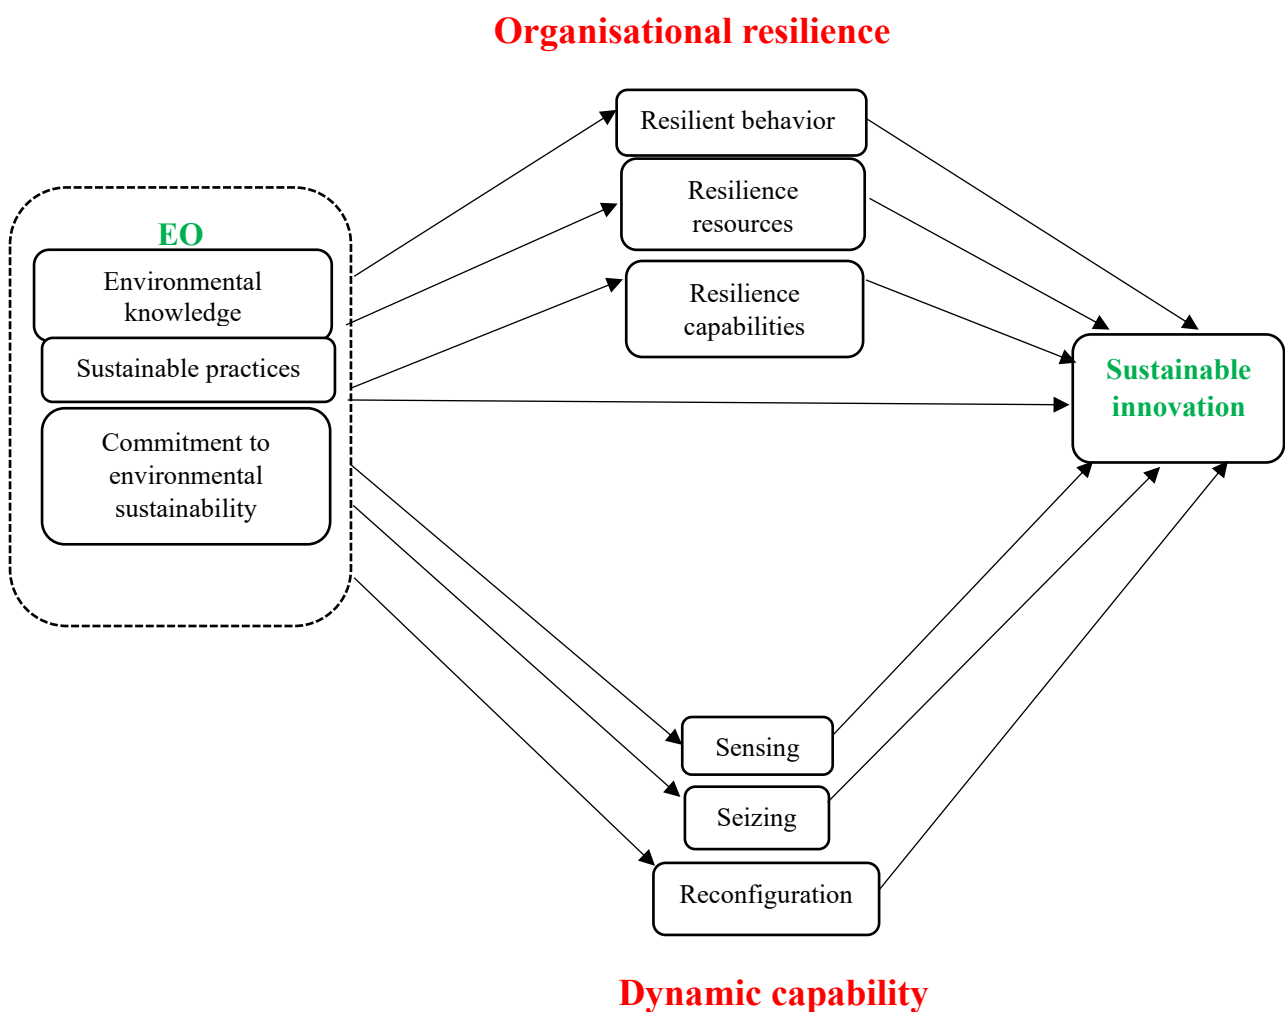 Organisational resilience
Resilient behavior
Resilience
resources
Resilience
capabilities
EO
Environmental
knowledge
Sustainable practices
Commitment to
environmental
sustainability
Sustainable
innovation
Sensing
Seizing
Reconfiguration
Dynamic capability